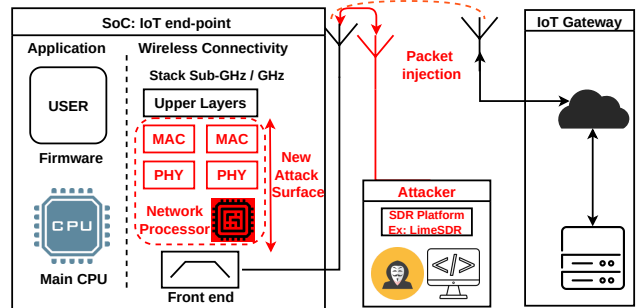 SoC: IoT end-point
Application
Wireless Connectivity
Stack Sub-GHz / GHz
USER
Firmware
CPU
Main CPU
Upper Layers
MAC MAC
PHY PHY
Network
Processor
New
Attack
Surface
Front end
Packet
injection
Attacker
SDR Platform
Ex: LimeSDR
</>
IoT Gateway